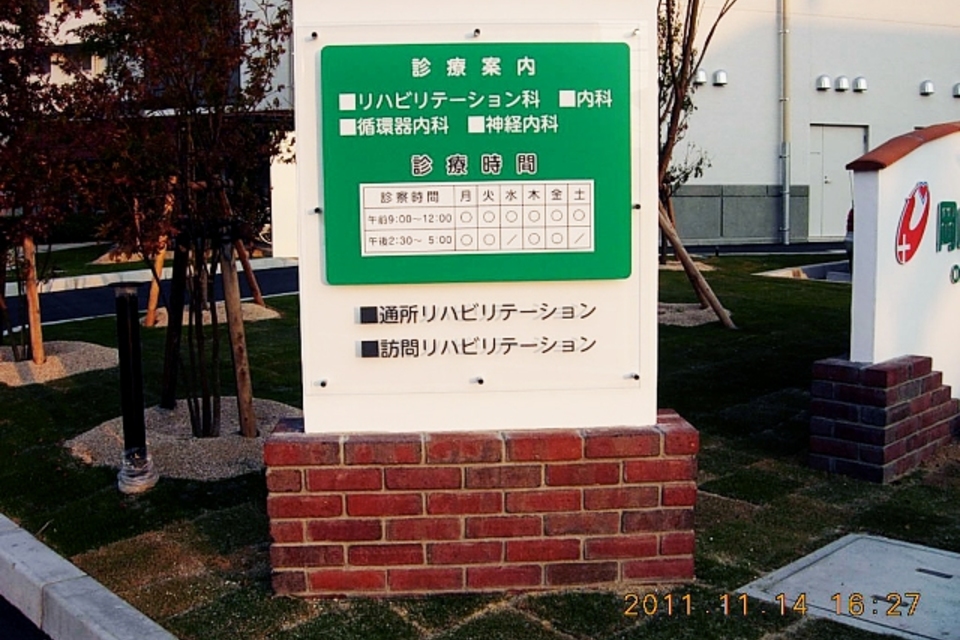 診療案内
■リハビリテーション科 ■内科
■循環器内科 ■神経内科
診療時間
診察時間 月 火 水 木 金 土
午前9:00〜12:00 ○ ○ ○ ○ ○ ○
午後2:30〜 5:00 ○ ○ ／ ○ ○ ／
■通所リハビリテーション
■訪問リハビリテーション
2011 11 14 16:27